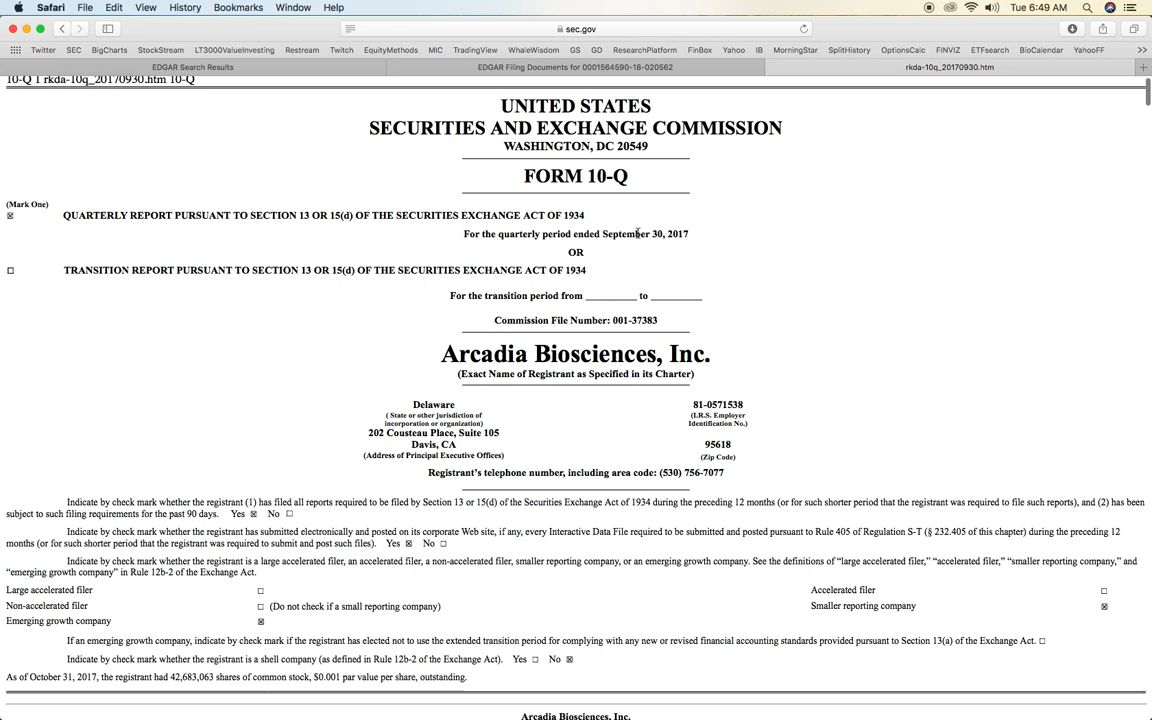 Safari File Edit View History Bookmarks Window Help Tue 6:49 AM
sec.gov
Twitter SEC BigCharts StockStream LT3000ValueInvesting Restream Twitch EquityMethods MIC TradingView WhaleWisdom GS GD ResearchPlatform FinBox Yahoo IB MorningStar SplitHistory OptionsCalc FINVIZ ETFsearch BioCalendar YahooFF
EDGAR Search Results EDGAR Filing Documents for 0001564590-18-020562 rkda-10q_20170930.htm
10-Q 1 rkda-10q_20170930.htm 10-Q
UNITED STATES
SECURITIES AND EXCHANGE COMMISSION
WASHINGTON, DC 20549
FORM 10-Q
(Mark One)
☒ QUARTERLY REPORT PURSUANT TO SECTION 13 OR 15(d) OF THE SECURITIES EXCHANGE ACT OF 1934
For the quarterly period ended September 30, 2017
OR
☐ TRANSITION REPORT PURSUANT TO SECTION 13 OR 15(d) OF THE SECURITIES EXCHANGE ACT OF 1934
For the transition period from __________ to __________
Commission File Number: 001-37383
Arcadia Biosciences, Inc.
(Exact Name of Registrant as Specified in its Charter)
Delaware 81-0571538
( State or other jurisdiction of (I.R.S. Employer
incorporation or organization) Identification No.)
202 Cousteau Place, Suite 105
Davis, CA 95618
(Address of Principal Executive Offices) (Zip Code)
Registrant's telephone number, including area code: (530) 756-7077
Indicate by check mark whether the registrant (1) has filed all reports required to be filed by Section 13 or 15(d) of the Securities Exchange Act of 1934 during the preceding 12 months (or for such shorter period that the registrant was required to file such reports), and (2) has been
subject to such filing requirements for the past 90 days. Yes ☒ No ☐
Indicate by check mark whether the registrant has submitted electronically and posted on its corporate Web site, if any, every Interactive Data File required to be submitted and posted pursuant to Rule 405 of Regulation S-T (§ 232.405 of this chapter) during the preceding 12
months (or for such shorter period that the registrant was required to submit and post such files). Yes ☒ No ☐
Indicate by check mark whether the registrant is a large accelerated filer, an accelerated filer, a non-accelerated filer, smaller reporting company, or an emerging growth company. See the definitions of “large accelerated filer,” “accelerated filer,” “smaller reporting company,” and
“emerging growth company” in Rule 12b-2 of the Exchange Act.
Large accelerated filer ☐ Accelerated filer ☐
Non-accelerated filer ☐ (Do not check if a small reporting company) Smaller reporting company ☒
Emerging growth company ☒
If an emerging growth company, indicate by check mark if the registrant has elected not to use the extended transition period for complying with any new or revised financial accounting standards provided pursuant to Section 13(a) of the Exchange Act. ☐
Indicate by check mark whether the registrant is a shell company (as defined in Rule 12b-2 of the Exchange Act). Yes ☐ No ☒
As of October 31, 2017, the registrant had 42,683,063 shares of common stock, $0.001 par value per share, outstanding.
Arcadia Biosciences, Inc.